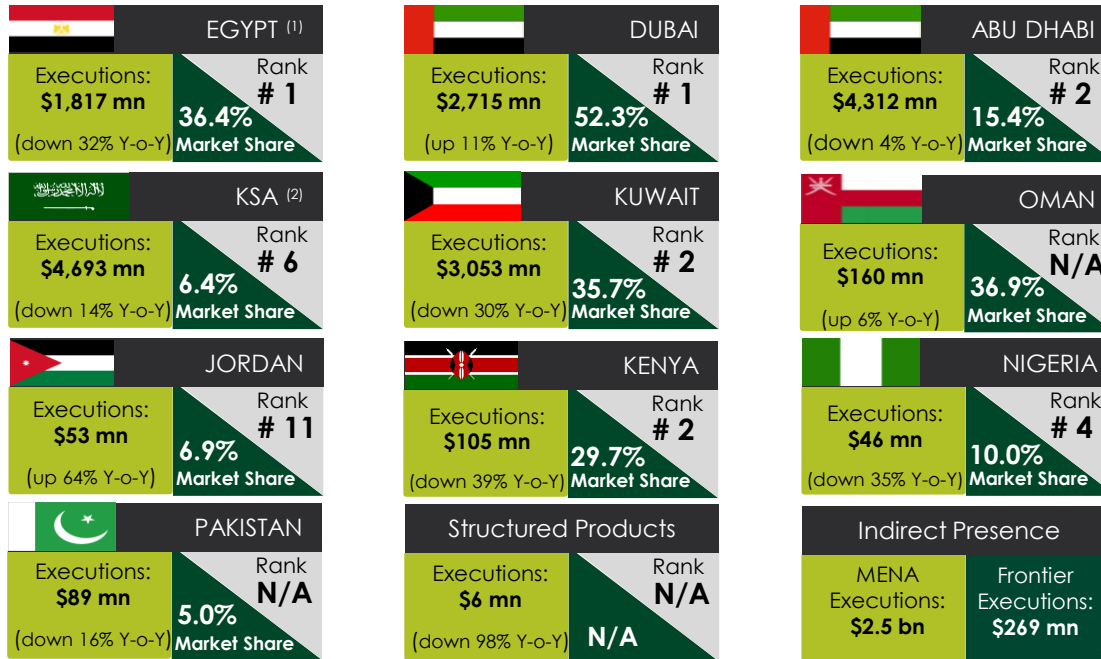 EGYPT (1)
Executions:
$1,817 mn
(down 32% Y-o-Y)
36.4%
Market Share
Rank
# 1
DUBAI
Executions:
$2,715 mn
(up 11% Y-o-Y)
52.3%
Market Share
Rank
# 1
ABU DHABI
Executions:
$4,312 mn
(down 4% Y-o-Y)
15.4%
Market Share
Rank
# 2
KSA (2)
Executions:
$4,693 mn
(down 14% Y-o-Y)
6.4%
Market Share
Rank
# 6
KUWAIT
Executions:
$3,053 mn
(down 30% Y-o-Y)
35.7%
Market Share
Rank
# 2
OMAN
Executions:
$160 mn
(up 6% Y-o-Y)
36.9%
Market Share
Rank
N/A
JORDAN
Executions:
$53 mn
(up 64% Y-o-Y)
6.9%
Market Share
Rank
# 11
KENYA
Executions:
$105 mn
(down 39% Y-o-Y)
29.7%
Market Share
Rank
# 2
NIGERIA
Executions:
$46 mn
(down 35% Y-o-Y)
10.0%
Market Share
Rank
# 4
PAKISTAN
Executions:
$89 mn
(down 16% Y-o-Y)
5.0%
Market Share
Rank
N/A
Structured Products
Executions:
$6 mn
(down 98% Y-o-Y)
N/A
Rank
N/A
Indirect Presence
MENA
Executions:
$2.5 bn
Frontier
Executions:
$269 mn